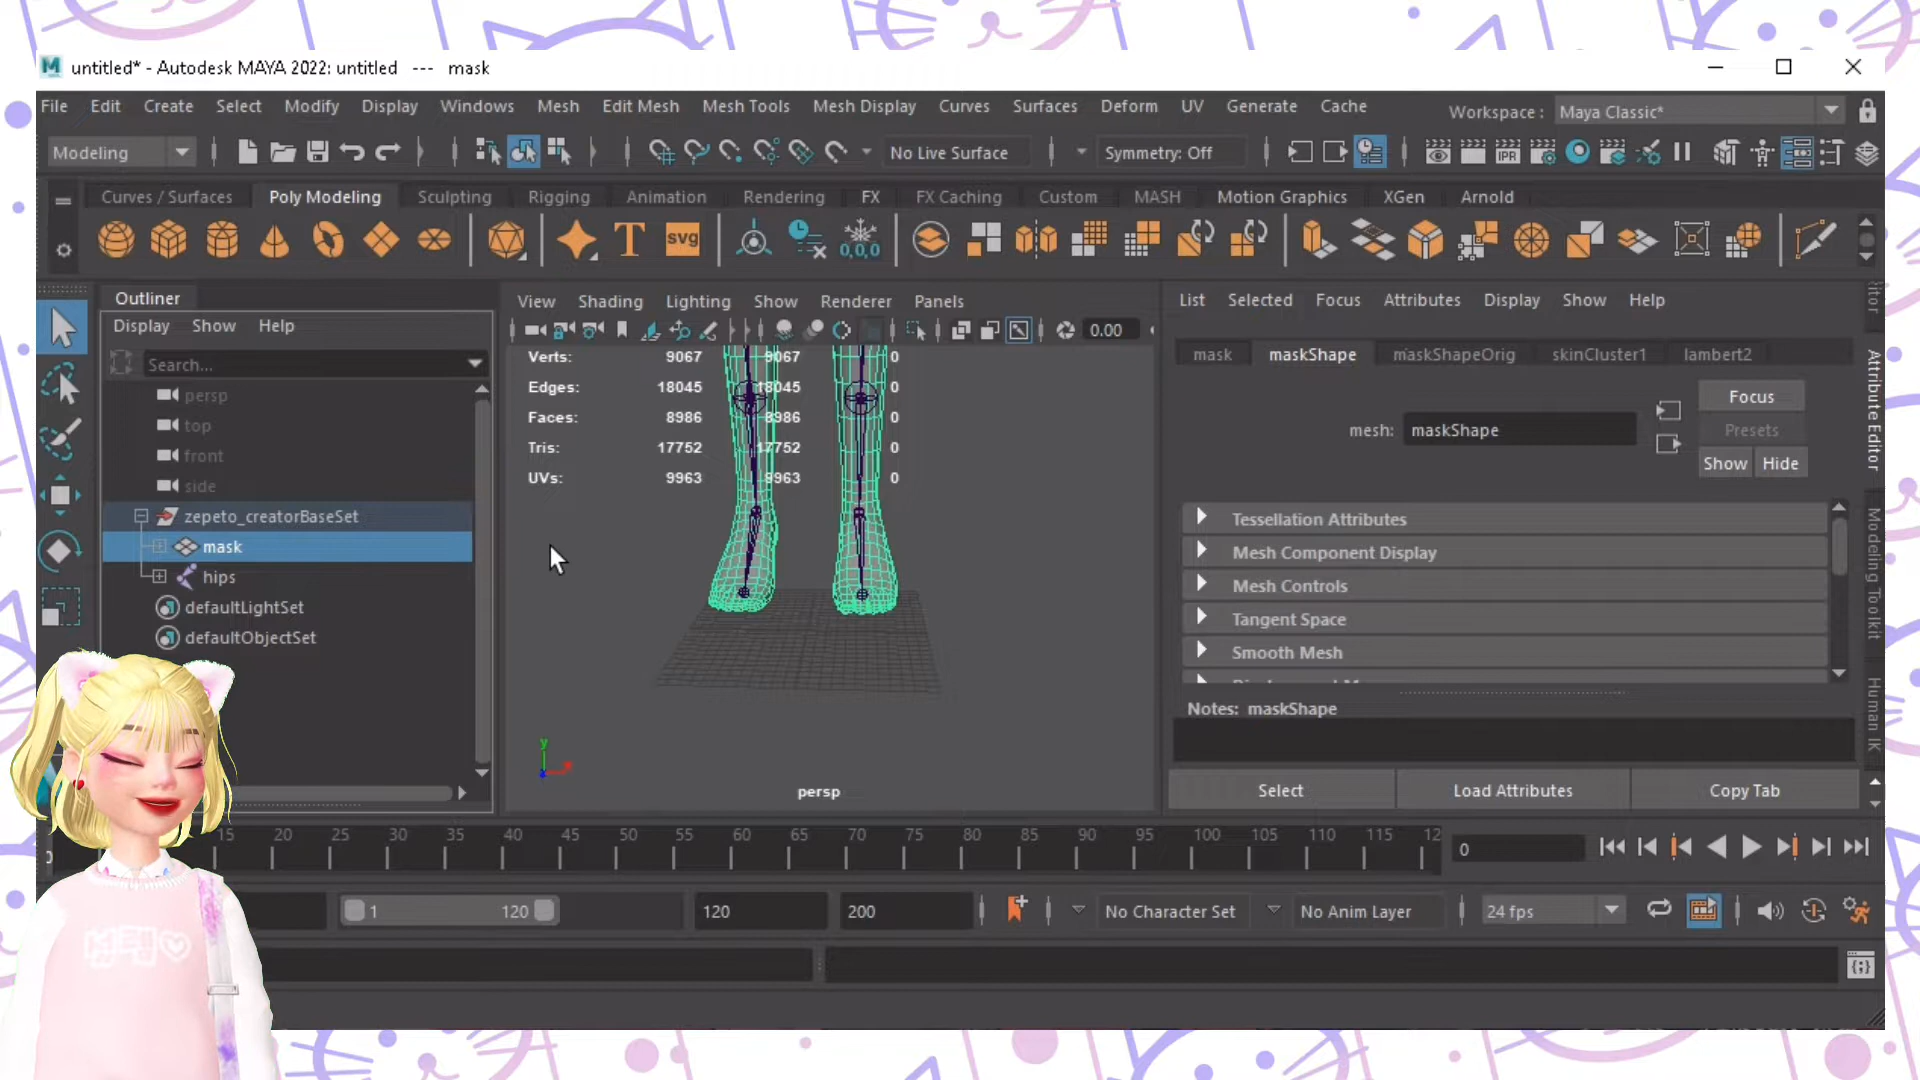 untitled* - Autodesk MAYA 2022: untitled --- mask
File Edit Create Select Modify Display Windows Mesh Edit Mesh Mesh Tools Mesh Display Curves Surfaces Deform UV Generate Cache
Workspace : Maya Classic*
Modeling No Live Surface Symmetry: Off IPR
Curves / Surfaces Poly Modeling Sculpting Rigging Animation Rendering FX FX Caching Custom MASH Motion Graphics XGen Arnold
T SVG 0,0,0
Outliner
Display Show Help
Search...
persp
top
front
side
zepeto_creatorBaseSet
mask
hips
defaultLightSet
defaultObjectSet
View Shading Lighting Show Renderer Panels
0.00
Verts: 9067 9067 0
Edges: 18045 18045 0
Faces: 8986 8986 0
Tris: 17752 17752 0
UVs: 9963 9963 0
y
persp
List Selected Focus Attributes Display Show Help
mask maskShape maskShapeOrig skinCluster1 lambert2
Focus
mesh: maskShape
Presets
Show Hide
Tessellation Attributes
Mesh Component Display
Mesh Controls
Tangent Space
Smooth Mesh
Notes: maskShape
Select Load Attributes Copy Tab
Attribute Editor
Modeling Toolkit
Human IK
15 20 25 30 35 40 45 50 55 60 65 70 75 80 85 90 95 100 105 110 115 12
0
1 120 120 200 No Character Set No Anim Layer 24 fps